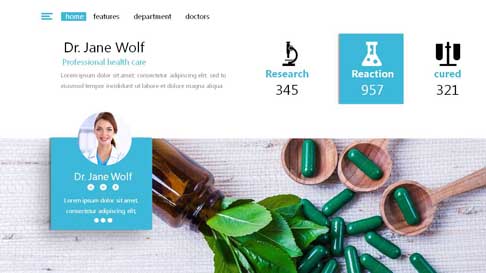 home features department doctors
Dr. Jane Wolf
Professional health care
Lorem ipsum dolor sit amet, consectetur adipiscing elit, sed to
eiusmod tempor incididunt ut labore et dolore magna aliqua
Research
345
Reaction
957
cured
321
Dr. Jane Wolf
Lorem ipsum dolor sit amet,
consectetur adipiscing elit,